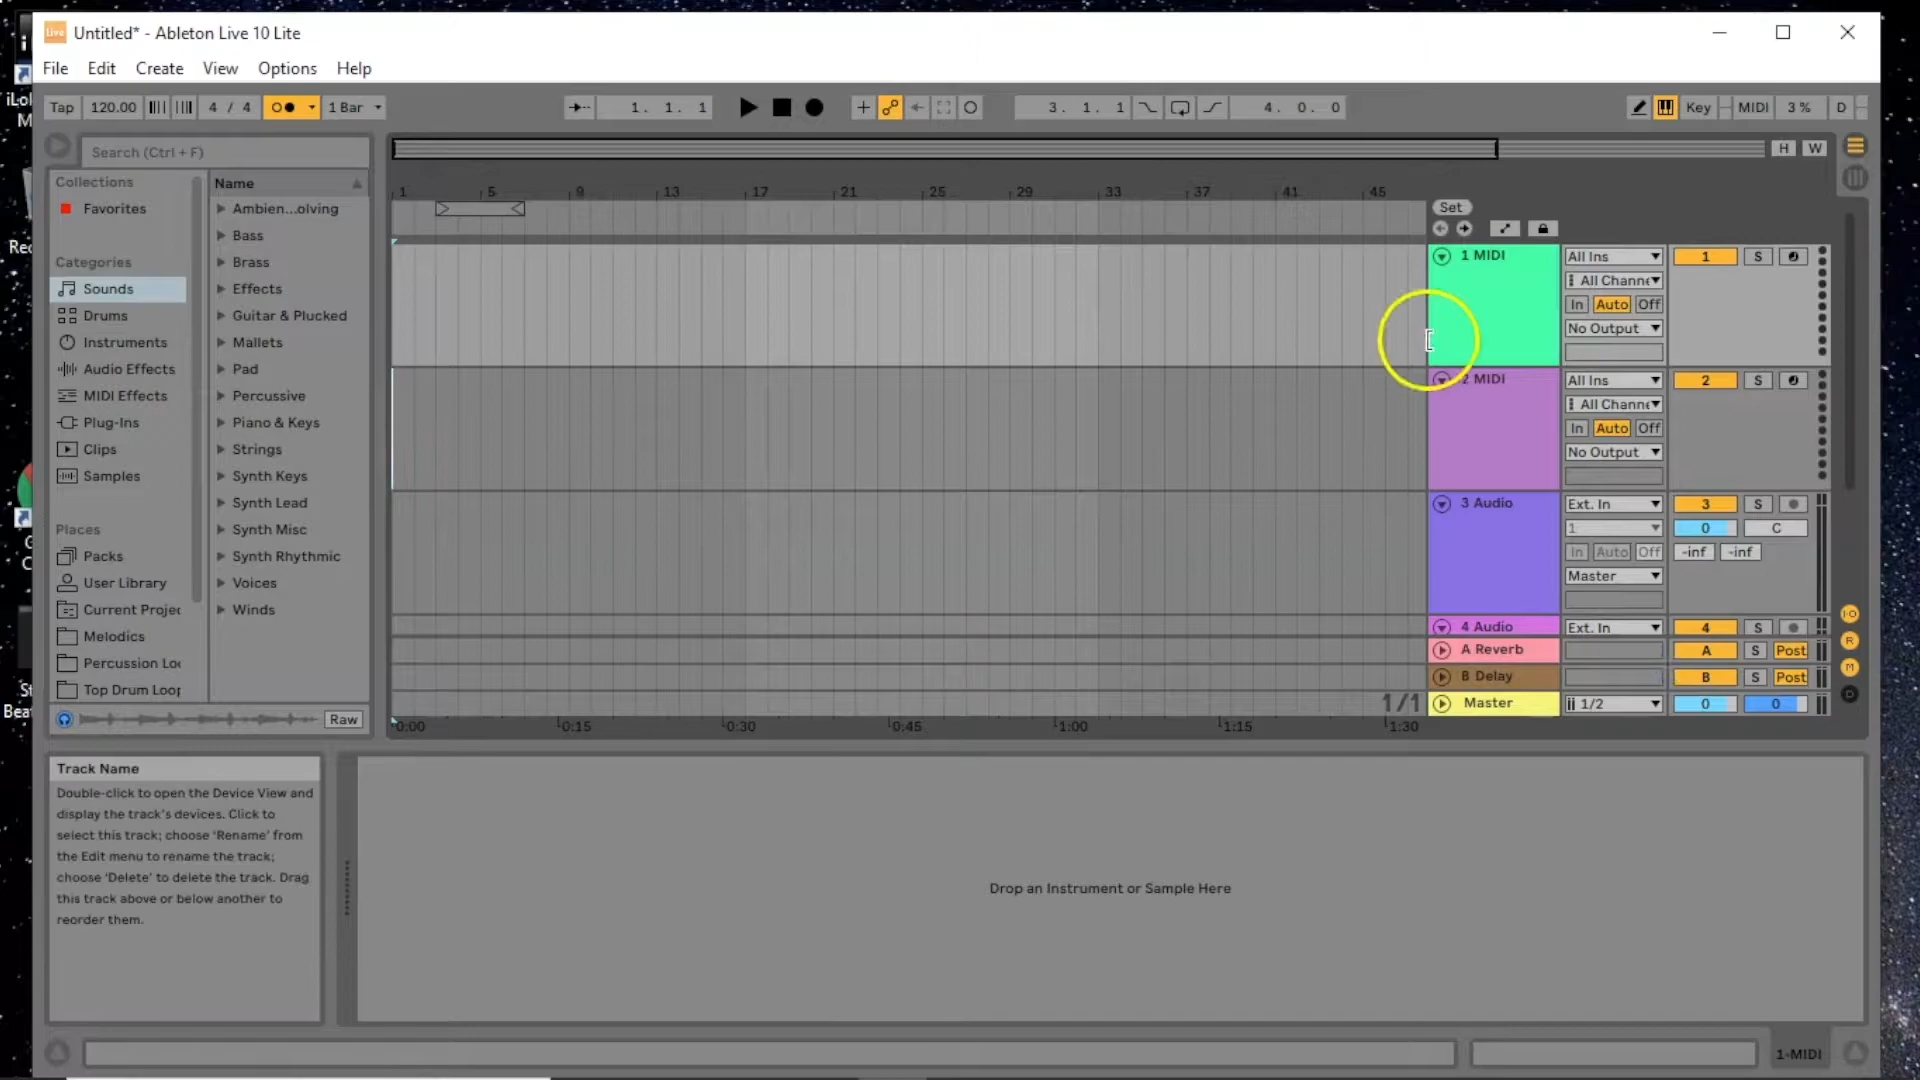 Untitled* - Ableton Live 10 Lite
File Edit Create View Options Help
Tap 120.00 4 / 4 1 Bar 1. 1. 1 3. 1. 1 4. 0. 0 Key MIDI 3 % D
Search (Ctrl + F)
H W
Collections
Favorites
Categories
Sounds
Drums
Instruments
Audio Effects
MIDI Effects
Plug-Ins
Clips
Samples
Places
Packs
User Library
Current Projec
Melodics
Percussion Loo
Top Drum Loop
Raw
Name
Ambien...olving
Bass
Brass
Effects
Guitar & Plucked
Mallets
Pad
Percussive
Piano & Keys
Strings
Synth Keys
Synth Lead
Synth Misc
Synth Rhythmic
Voices
Winds
1 5 9 13 17 21 25 29 33 37 41 45
Set
1 MIDI All Ins 1 S
All Channe
In Auto Off
No Output
2 MIDI All Ins 2 S
All Channe
In Auto Off
No Output
3 Audio Ext. In 3 S
1 0 C
In Auto Off -inf -inf
Master
4 Audio Ext. In 4 S
A Reverb A S Post
B Delay B S Post
1/1 Master 1/2 0 0
0:00 0:15 0:30 0:45 1:00 1:15 1:30
Track Name
Double-click to open the Device View and
display the track's devices. Click to
select this track; choose 'Rename' from
the Edit menu to rename the track;
choose 'Delete' to delete the track. Drag
this track above or below another to
reorder them.
Drop an Instrument or Sample Here
1-MIDI